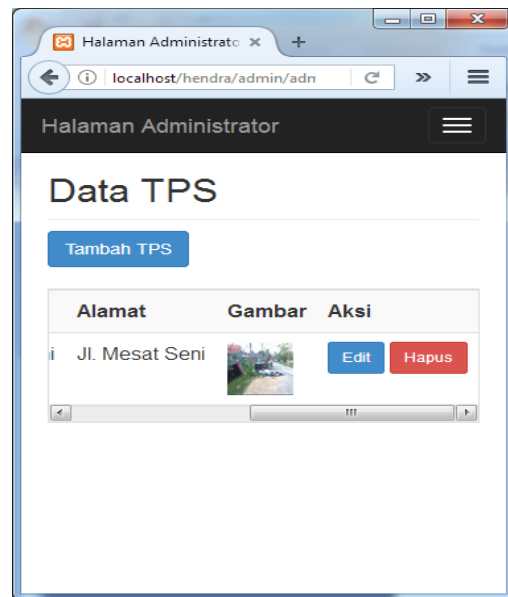 Halaman Administrato
localhost/hendra/admin/adn
Halaman Administrator
Data TPS
Tambah TPS
Alamat Gambar Aksi
i Jl. Mesat Seni Edit Hapus